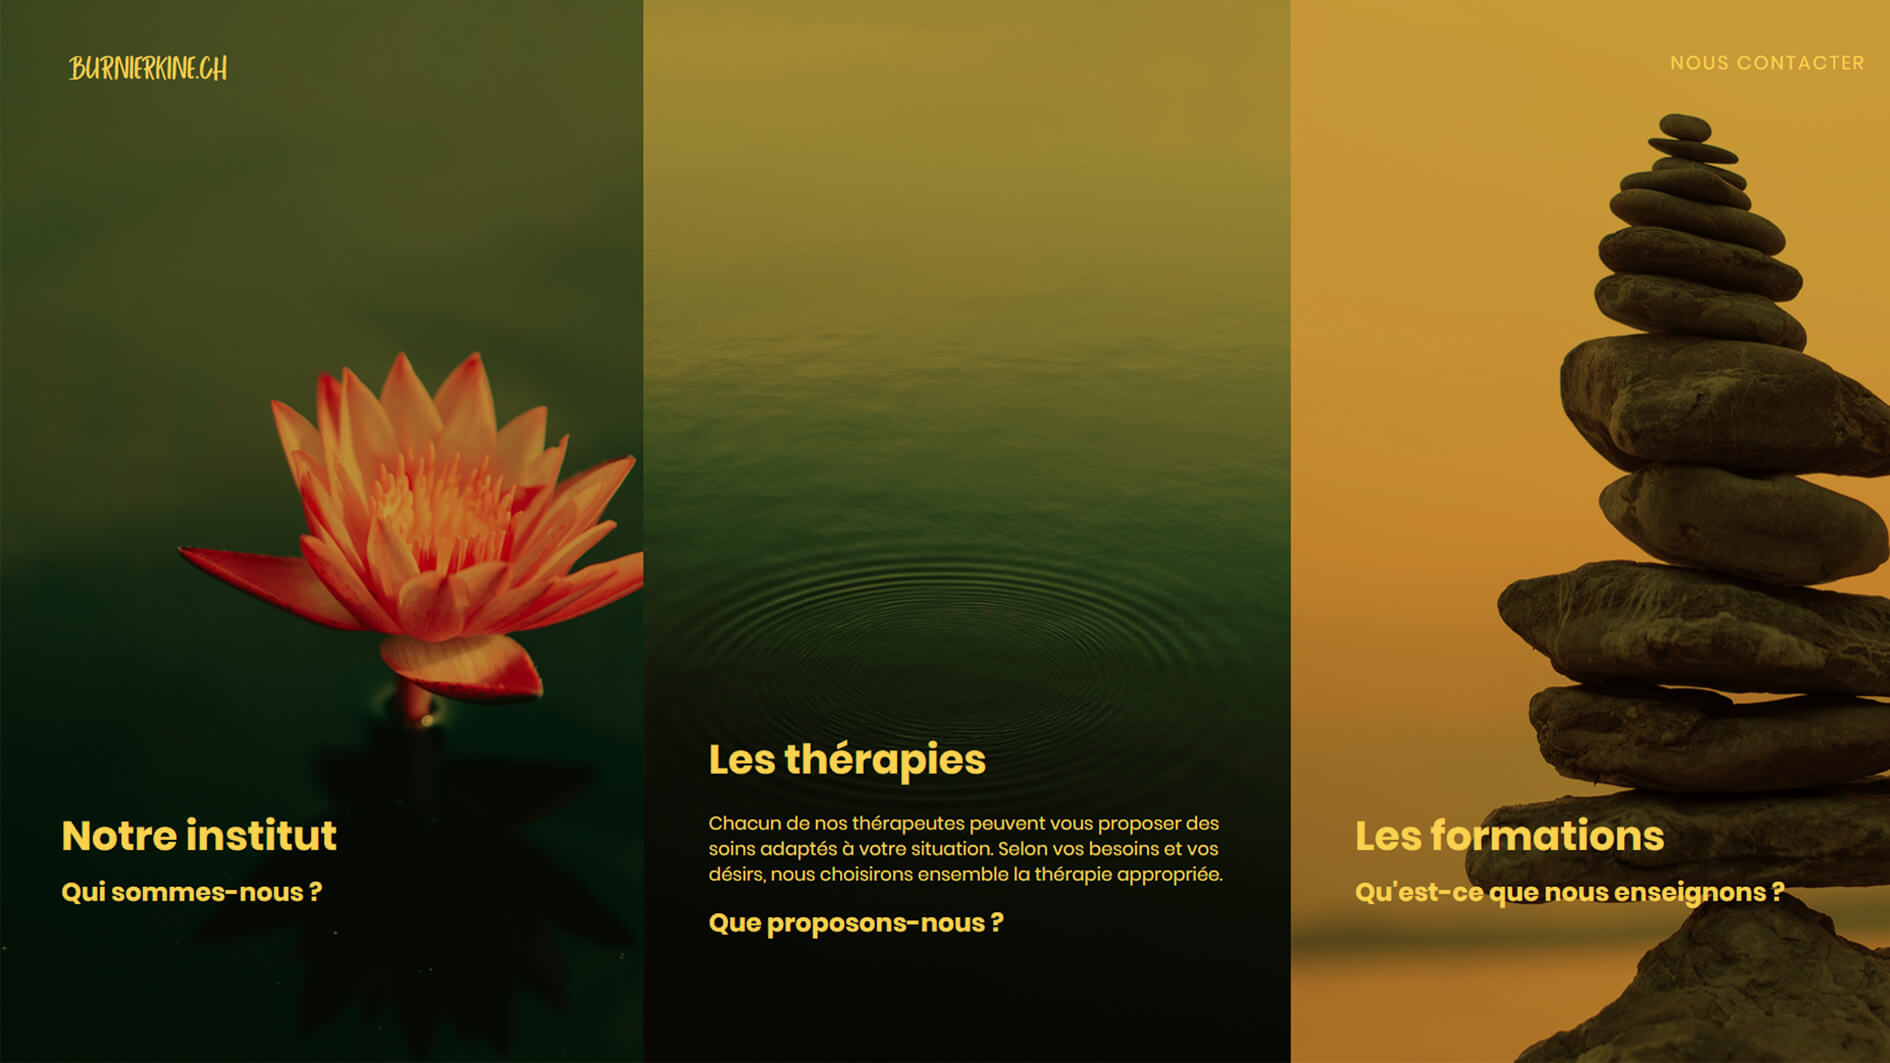 BURNIERKINE.CH
NOUS CONTACTER
Notre institut
Qui sommes-nous ?
Les thérapies
Chacun de nos thérapeutes peuvent vous proposer des
soins adaptés à votre situation. Selon vos besoins et vos
désirs, nous choisirons ensemble la thérapie appropriée.
Que proposons-nous ?
Les formations
Qu'est-ce que nous enseignons ?